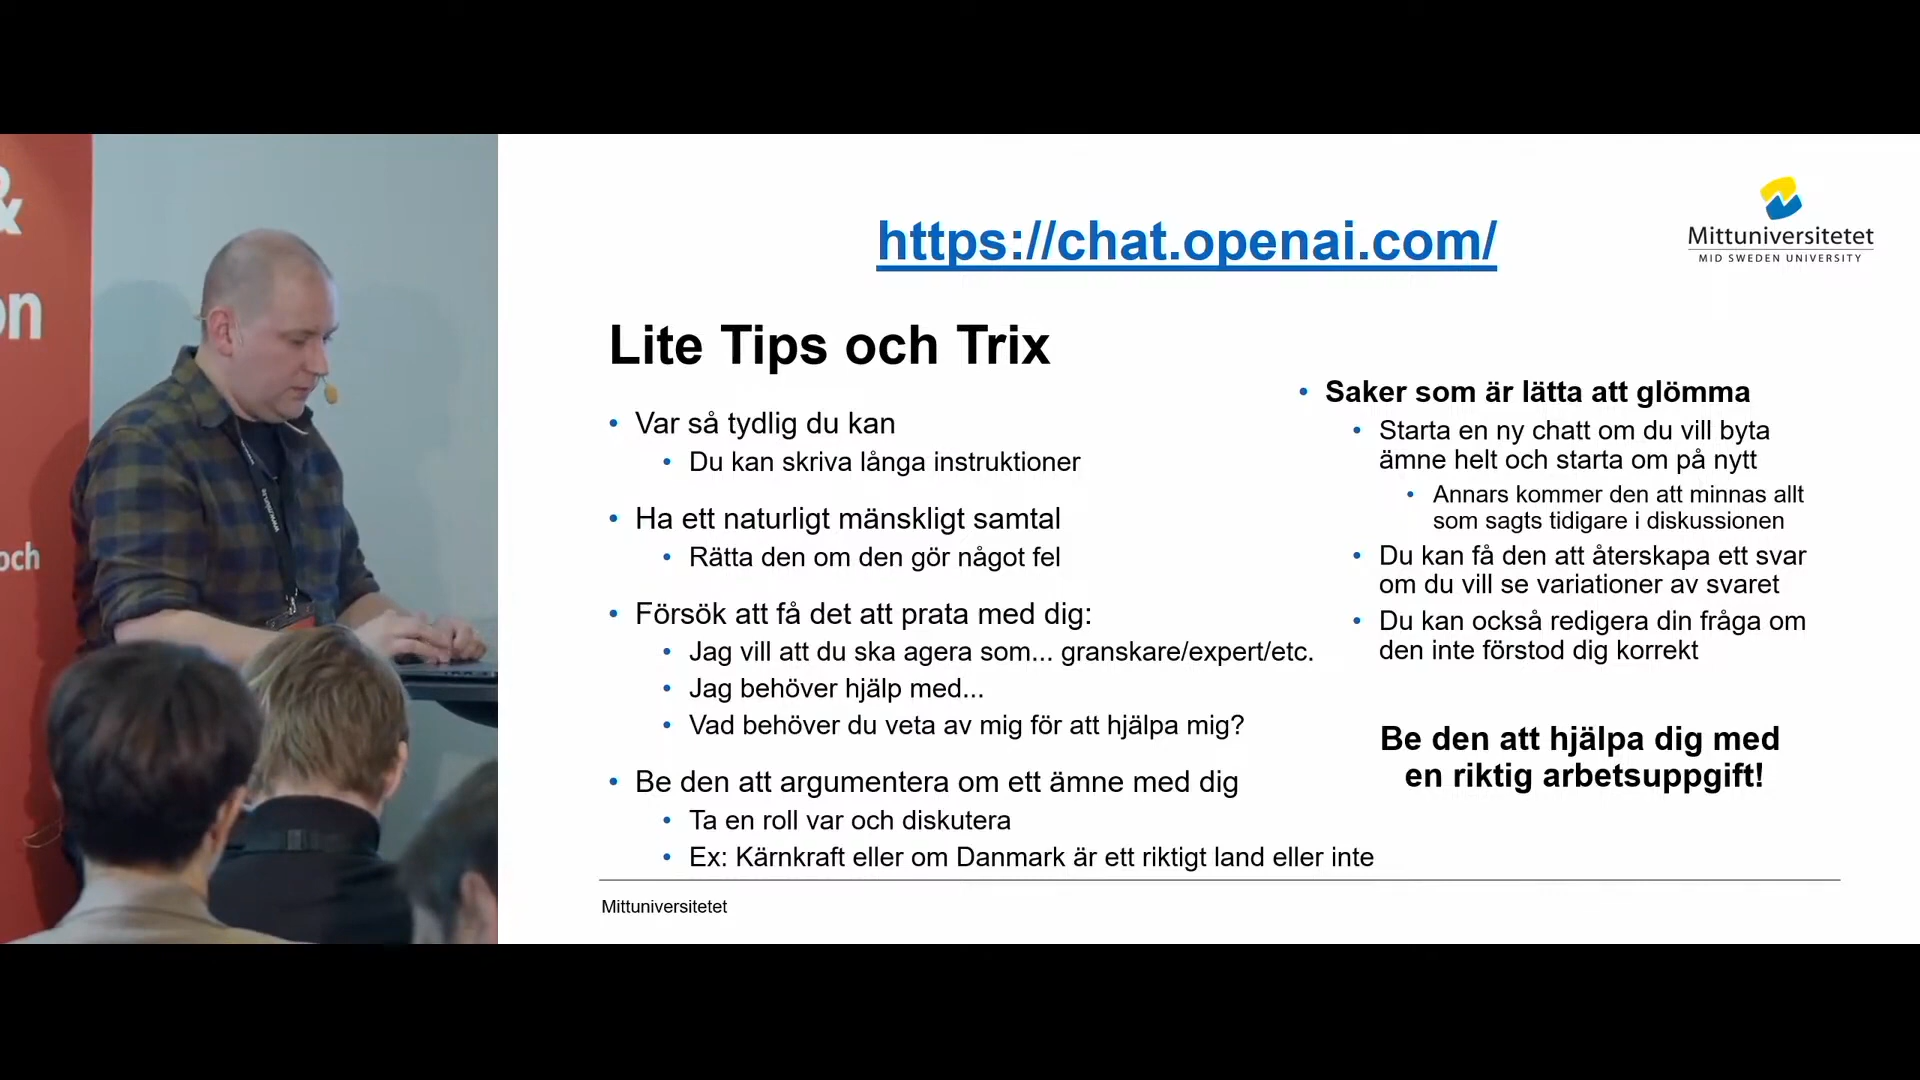 &
on
och
https://chat.openai.com/
Mittuniversitetet
MID SWEDEN UNIVERSITY
Lite Tips och Trix
• Var så tydlig du kan
• Du kan skriva långa instruktioner
• Ha ett naturligt mänskligt samtal
• Rätta den om den gör något fel
• Försök att få det att prata med dig:
• Jag vill att du ska agera som... granskare/expert/etc.
• Jag behöver hjälp med...
• Vad behöver du veta av mig för att hjälpa mig?
• Be den att argumentera om ett ämne med dig
• Ta en roll var och diskutera
• Ex: Kärnkraft eller om Danmark är ett riktigt land eller inte
• Saker som är lätta att glömma
• Starta en ny chatt om du vill byta
ämne helt och starta om på nytt
• Annars kommer den att minnas allt
som sagts tidigare i diskussionen
• Du kan få den att återskapa ett svar
om du vill se variationer av svaret
• Du kan också redigera din fråga om
den inte förstod dig korrekt
Be den att hjälpa dig med
en riktig arbetsuppgift!
Mittuniversitetet